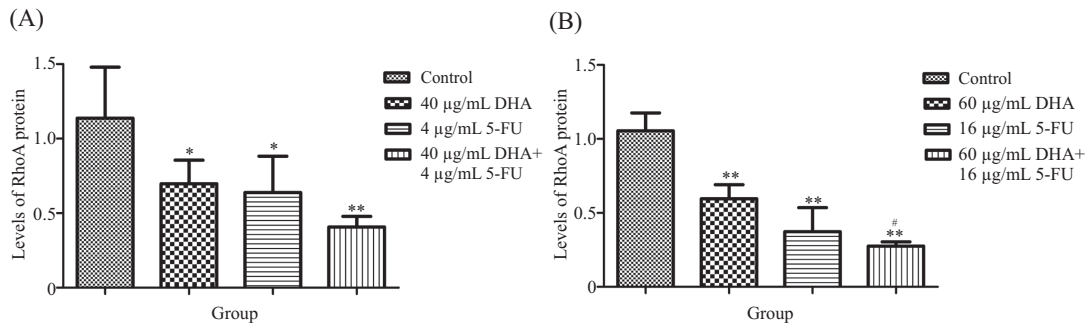 (A)
Levels of RhoA protein
1.5
1.0
0.5
0
*
*
**
Group
Control
40 µg/mL DHA
4 µg/mL 5-FU
40 µg/mL DHA+
4 µg/mL 5-FU
(B)
Levels of RhoA protein
1.5
1.0
0.5
0.0
**
**
#
**
Group
Control
60 µg/mL DHA
16 µg/mL 5-FU
60 µg/mL DHA+
16 µg/mL 5-FU